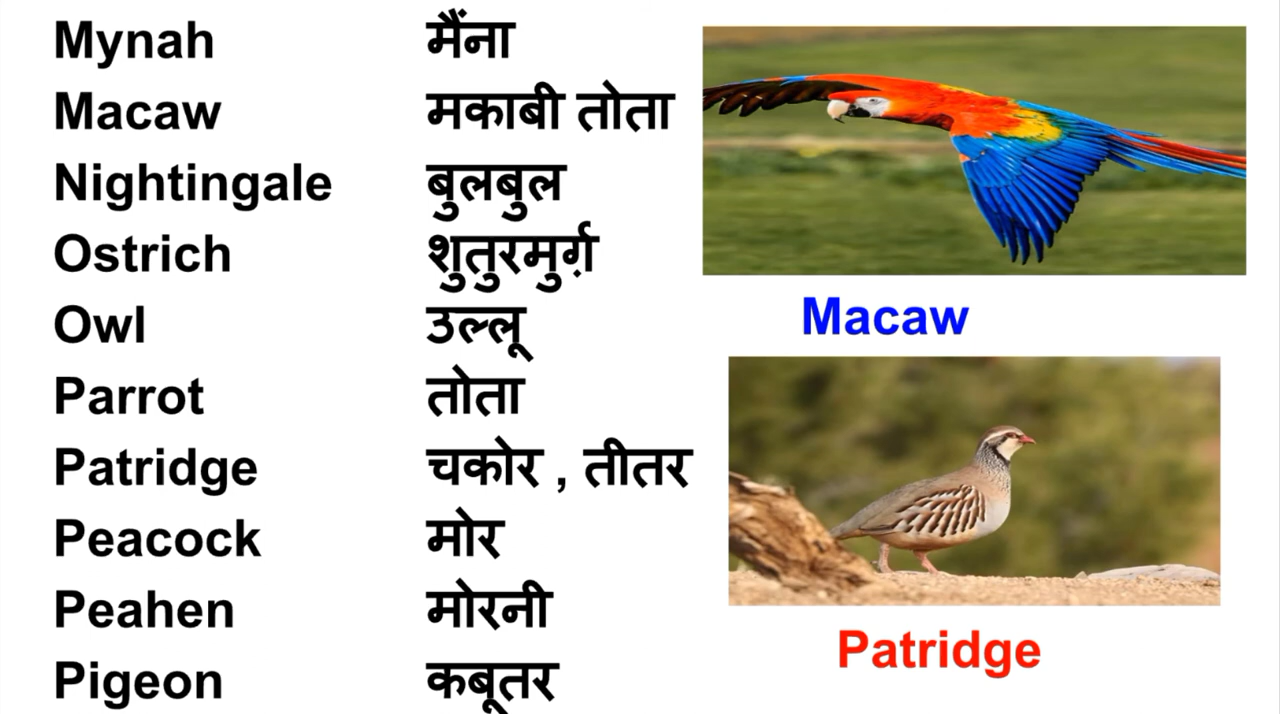 Mynah मैंना
Macaw मकाबी तोता
Nightingale बुलबुल
Ostrich शुतुरमुर्ग़
Owl उल्लू
Parrot तोता
Patridge चकोर , तीतर
Peacock मोर
Peahen मोरनी
Pigeon कबूतर
Macaw
Patridge